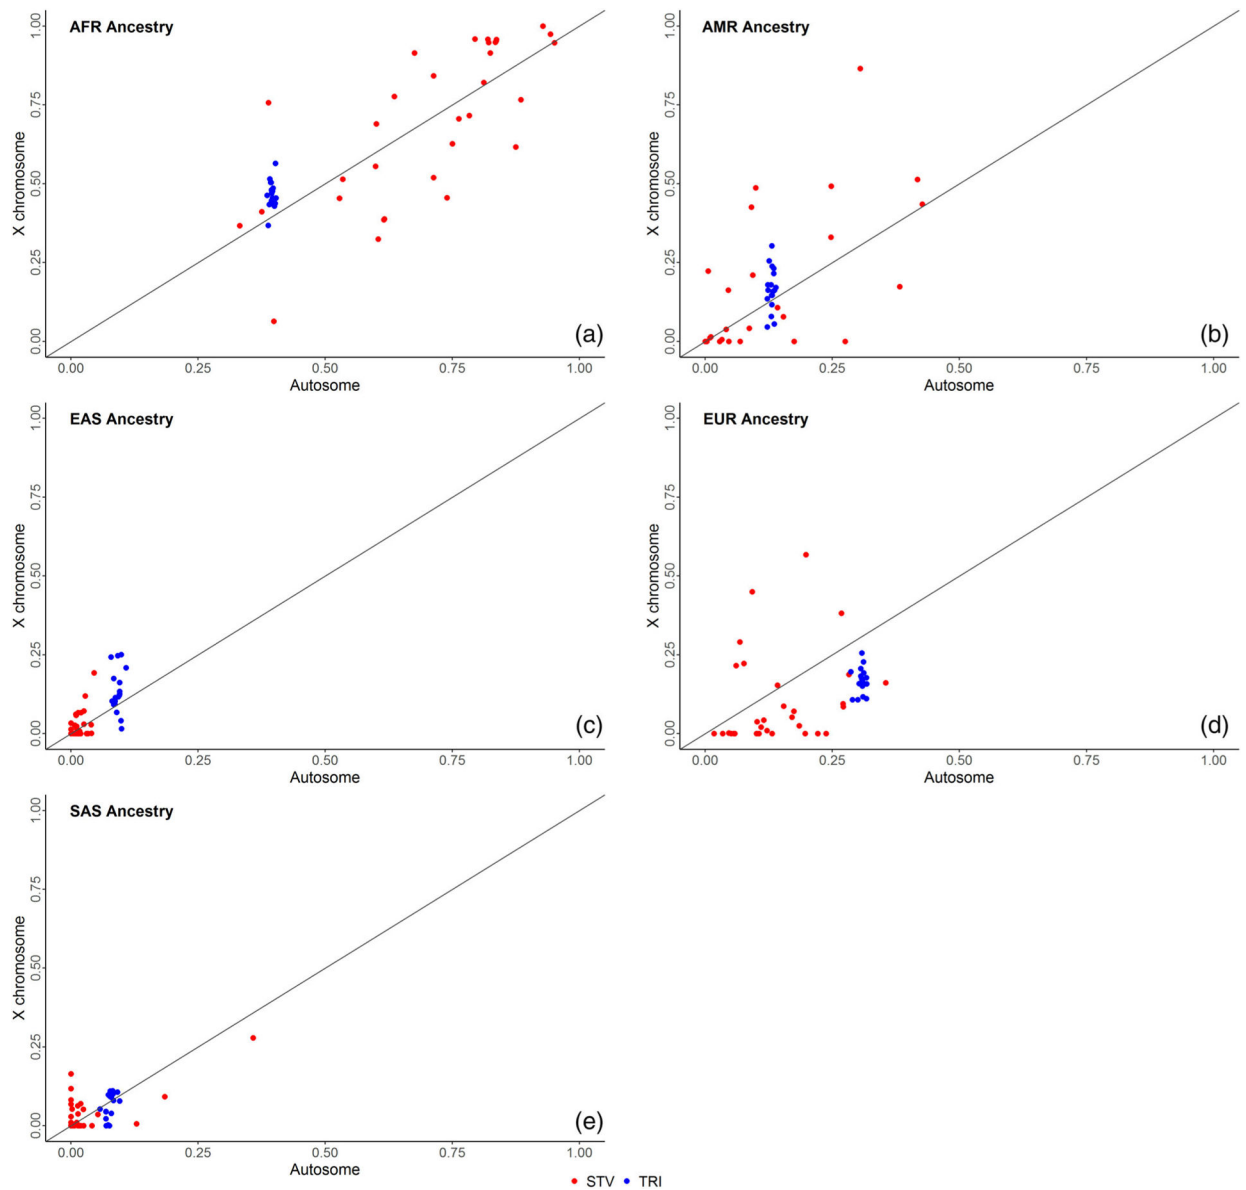 AFR Ancestry
X chromosome
1.00
0.75
0.50
0.25
0.00
(a)
0.00 0.25 0.50 0.75 1.00
Autosome
AMR Ancestry
X chromosome
1.00
0.75
0.50
0.25
0.00
(b)
0.00 0.25 0.50 0.75 1.00
Autosome
EAS Ancestry
X chromosome
1.00
0.75
0.50
0.25
0.00
(c)
0.00 0.25 0.50 0.75 1.00
Autosome
EUR Ancestry
X chromosome
1.00
0.75
0.50
0.25
0.00
(d)
0.00 0.25 0.50 0.75 1.00
Autosome
SAS Ancestry
X chromosome
1.00
0.75
0.50
0.25
0.00
(e)
0.00 0.25 0.50 0.75 1.00
Autosome
STV TRI